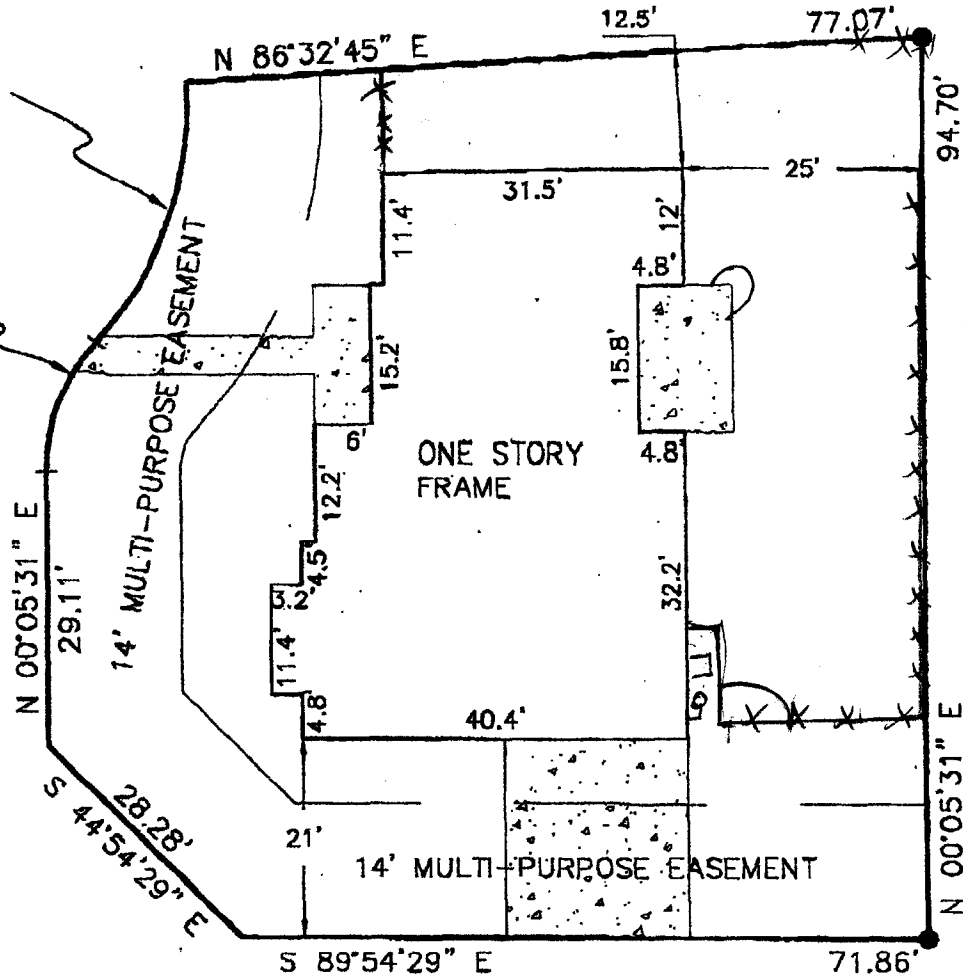 12.5'
77.07'
N 86°32'45" E
94.70'
25'
31.5'
11.4'
12'
4.8'
14' MULTI-PURPOSE EASEMENT
15.2'
15.8'
6'
4.8'
ONE STORY
FRAME
12.2'
4.5'
3.2'
32.2'
N 00°05'31" E
29.11'
11.4'
4.8'
40.4'
N 00°05'31" E
28.28'
S 44°54'29" E
21'
14' MULTI-PURPOSE EASEMENT
S 89°54'29" E
71.86'